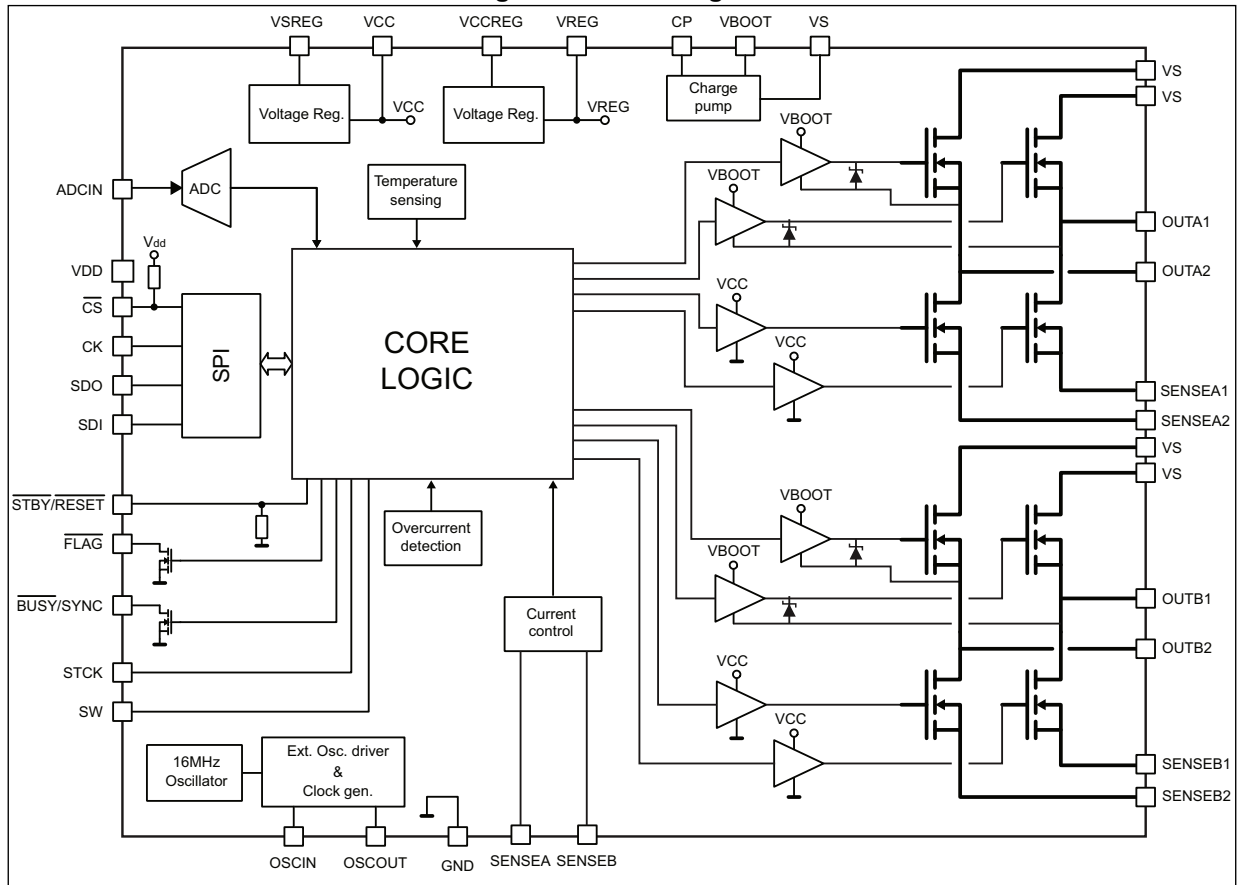 VSREG VCC VCCREG VREG CP VBOOT VS
Voltage Reg.
VCC
Voltage Reg.
VREG
Charge
pump
VS
VS
VBOOT
ADCIN
ADC
Temperature
sensing
VBOOT
OUTA1
Vdd
VDD
OUTA2
CS
CK
SDO
SDI
SPI
CORE
LOGIC
VCC
VCC
SENSEA1
SENSEA2
VS
VS
STBY/RESET
FLAG
BUSY/SYNC
STCK
SW
Overcurrent
detection
Current
control
VBOOT
VBOOT
OUTB1
OUTB2
VCC
VCC
SENSEB1
SENSEB2
16MHz
Oscillator
Ext. Osc. driver
&
Clock gen.
OSCIN OSCOUT GND SENSEA SENSEB